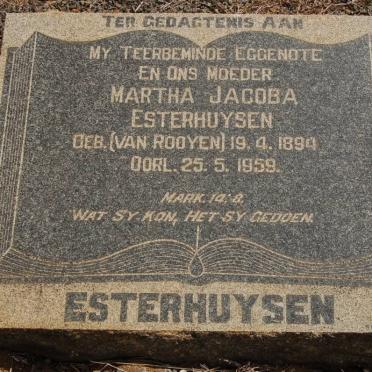 TER GEDAGTENIS AAN
MY TEERBEMINDE EGGENOTE
EN ONS MOEDER
MARTHA JACOBA
ESTERHUYSEN
GEB. (VAN ROOYEN) 19. 4. 1894
OORL. 25. 5. 1959.
MARK. 14:8.
WAT SY KON, HET SY GEDOEN.
ESTERHUYSEN